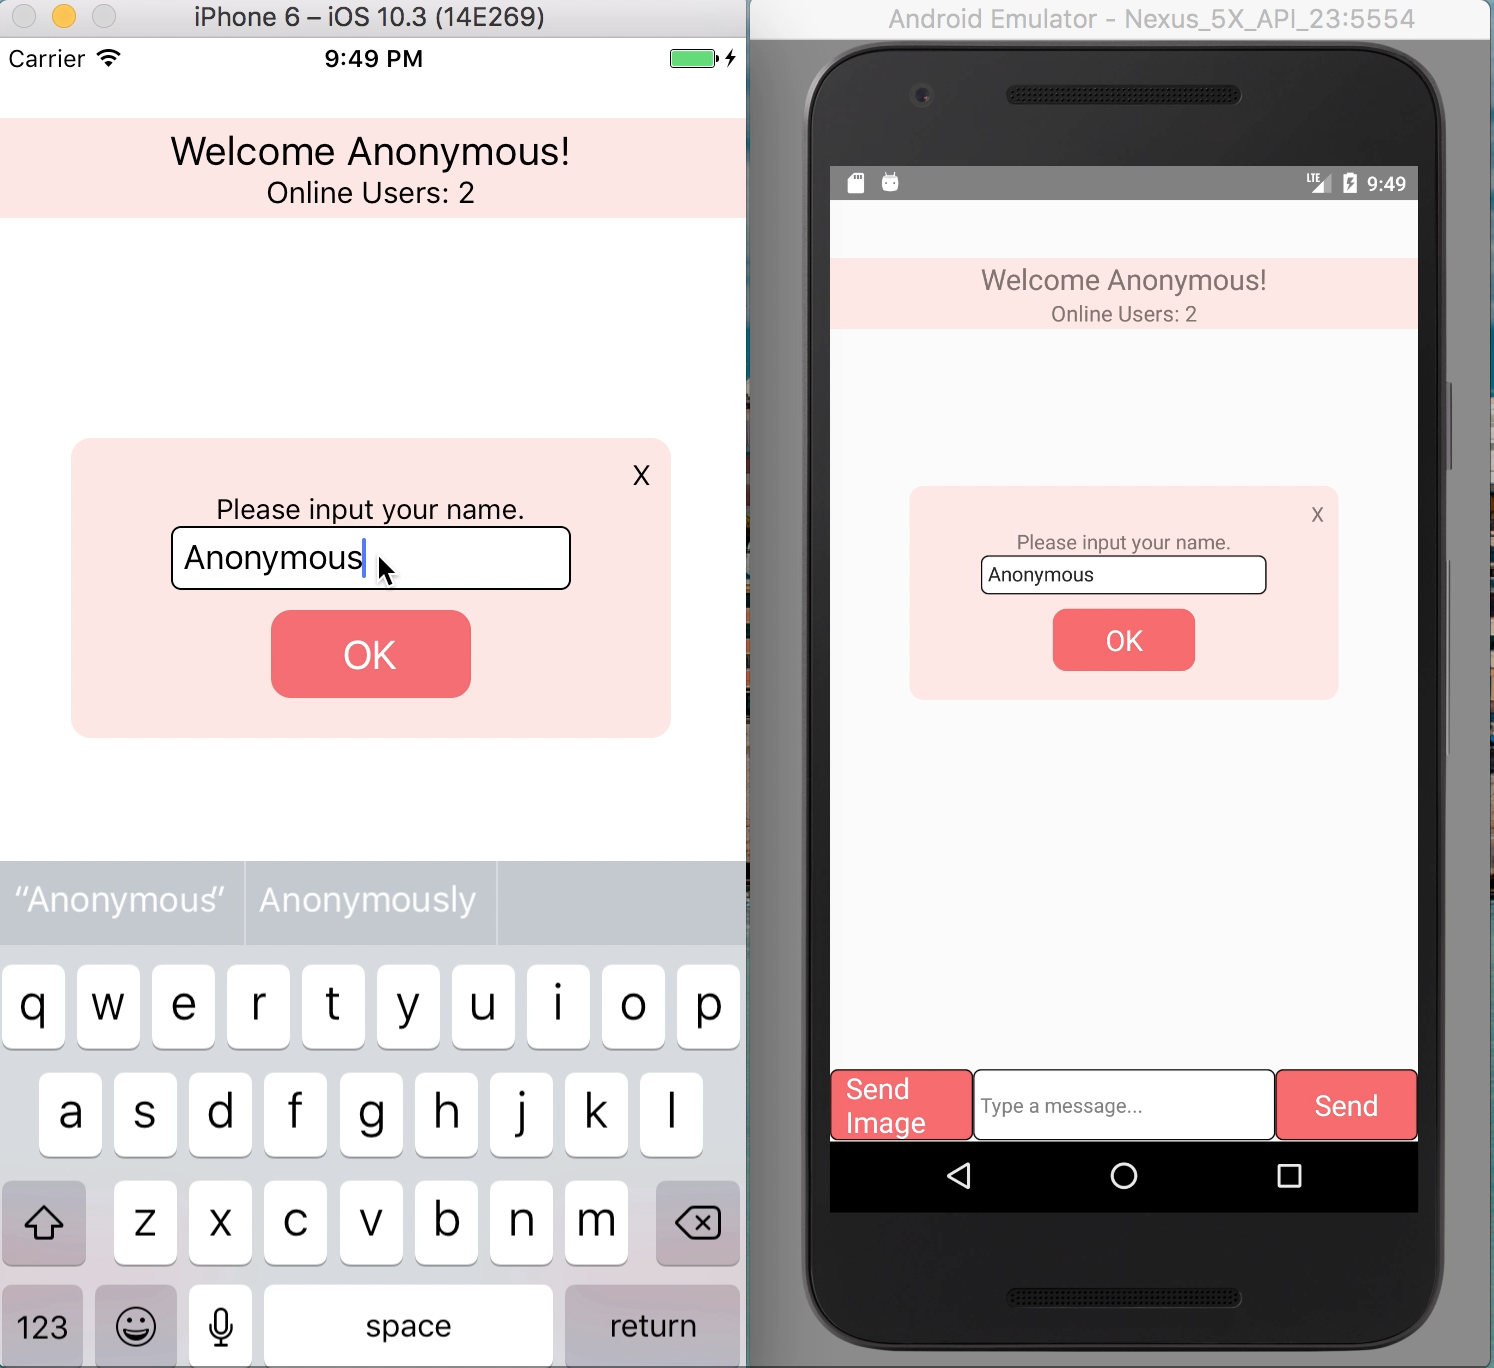 iPhone 6 – iOS 10.3 (14E269)
Carrier
9:49 PM
Welcome Anonymous!
Online Users: 2
X
Please input your name.
Anonymous
OK
“Anonymous”
Anonymously
q w e r t y u i o p
a s d f g h j k l
z x c v b n m
123
space
return
Android Emulator - Nexus_5X_API_23:5554
LTE
9:49
Welcome Anonymous!
Online Users: 2
X
Please input your name.
Anonymous
OK
Send
Image
Type a message...
Send